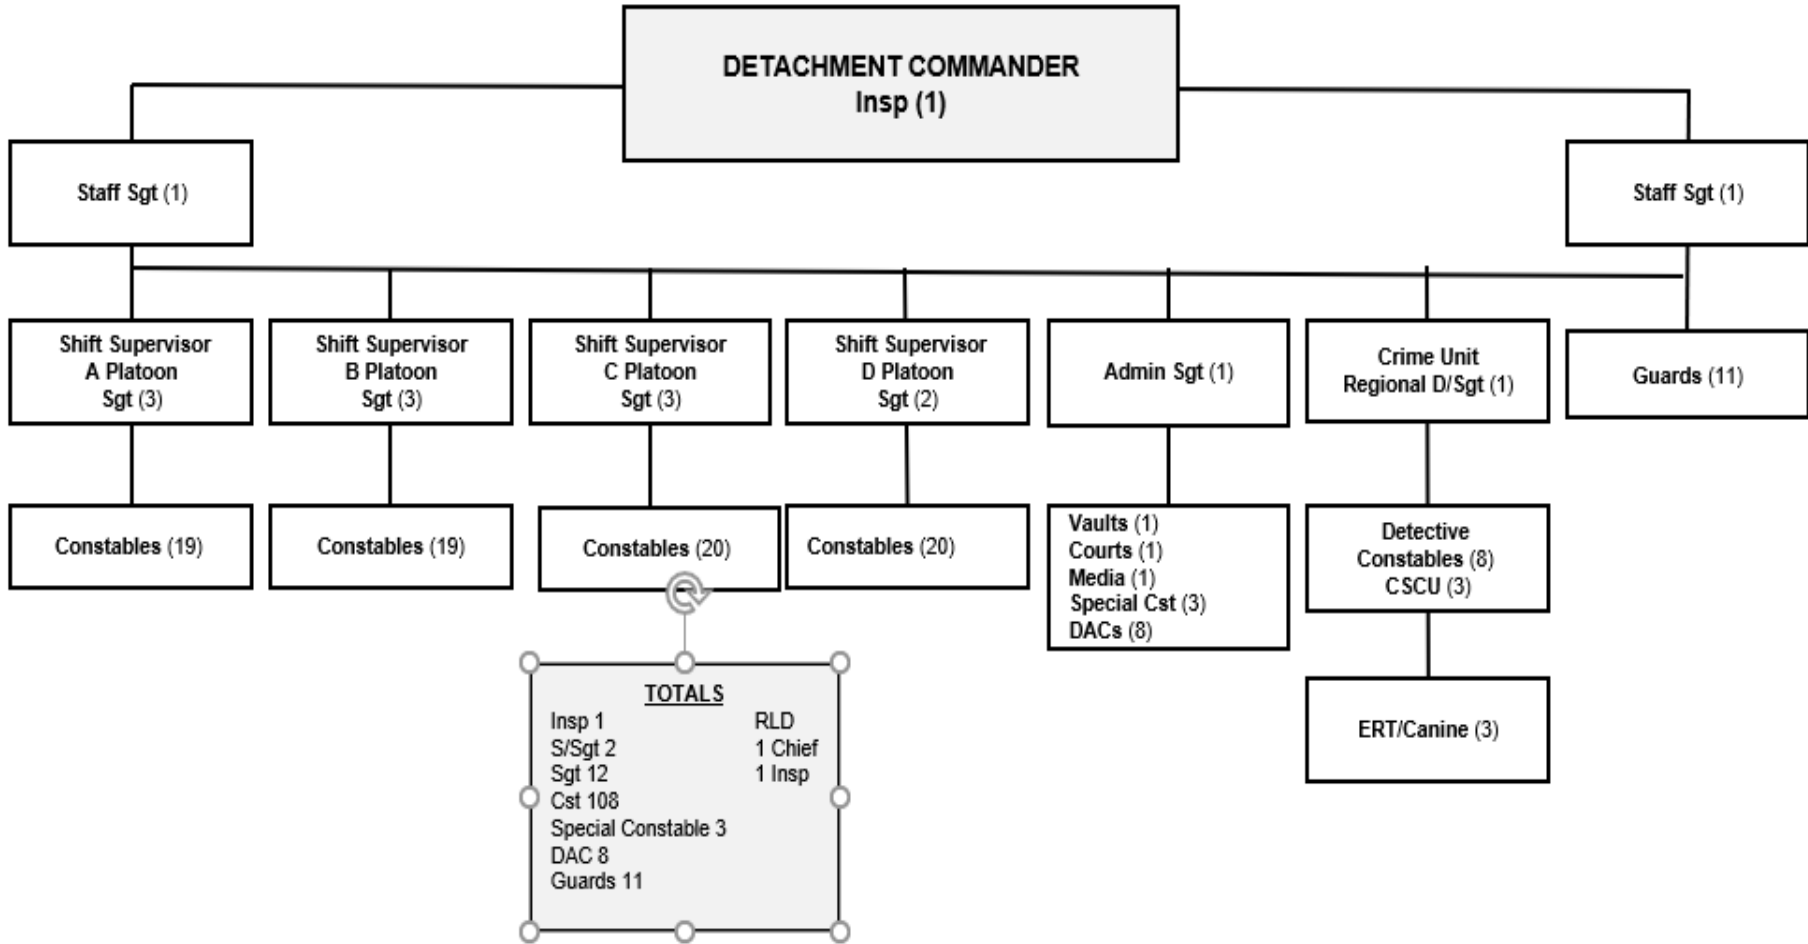 DETACHMENT COMMANDER
Insp (1)
Staff Sgt (1)
Staff Sgt (1)
Shift Supervisor
A Platoon
Sgt (3)
Shift Supervisor
B Platoon
Sgt (3)
Shift Supervisor
C Platoon
Sgt (3)
Shift Supervisor
D Platoon
Sgt (2)
Admin Sgt (1)
Crime Unit
Regional D/Sgt (1)
Guards (11)
Constables (19)
Constables (19)
Constables (20)
Constables (20)
Vaults (1)
Courts (1)
Media (1)
Special Cst (3)
DACs (8)
Detective
Constables (8)
CSCU (3)
ERT/Canine (3)
TOTALS
Insp 1
S/Sgt 2
Sgt 12
Cst 108
Special Constable 3
DAC 8
Guards 11
RLD
1 Chief
1 Insp